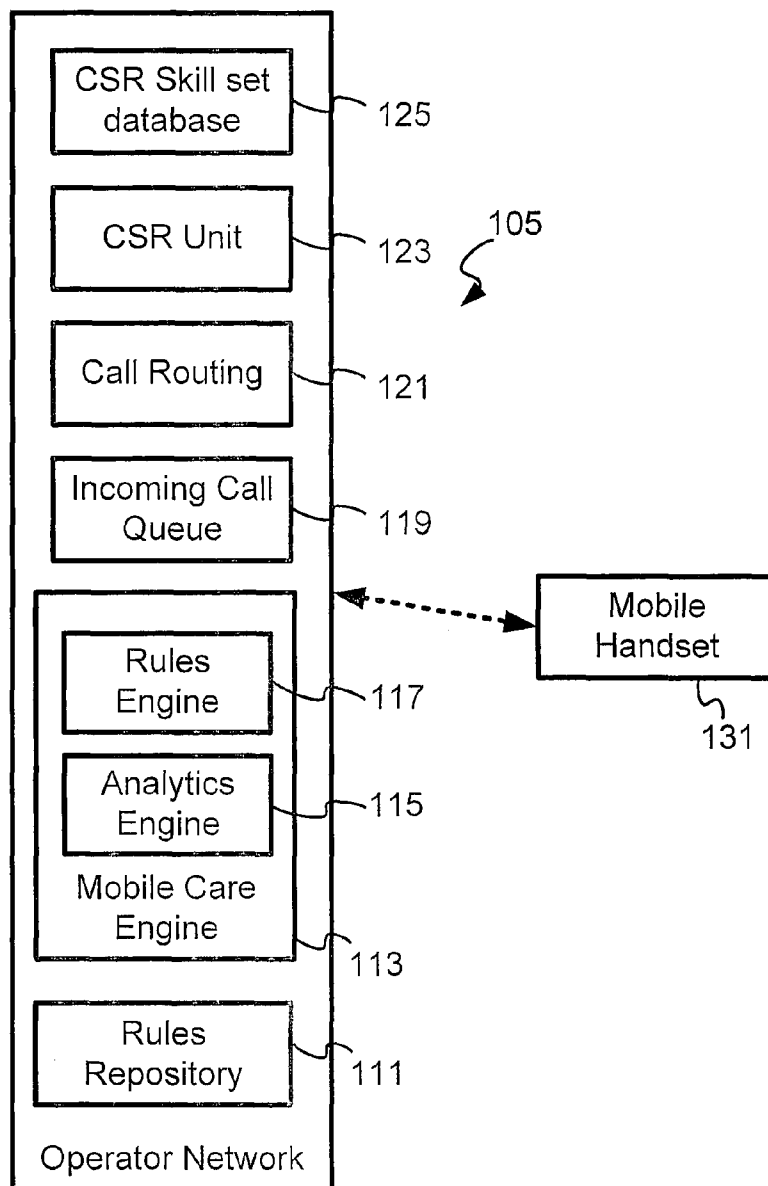 CSR Skill set
database
125
CSR Unit
123
105
Call Routing
121
Incoming Call
Queue
119
Mobile
Handset
131
Rules
Engine
117
Analytics
Engine
115
Mobile Care
Engine
113
Rules
Repository
111
Operator Network